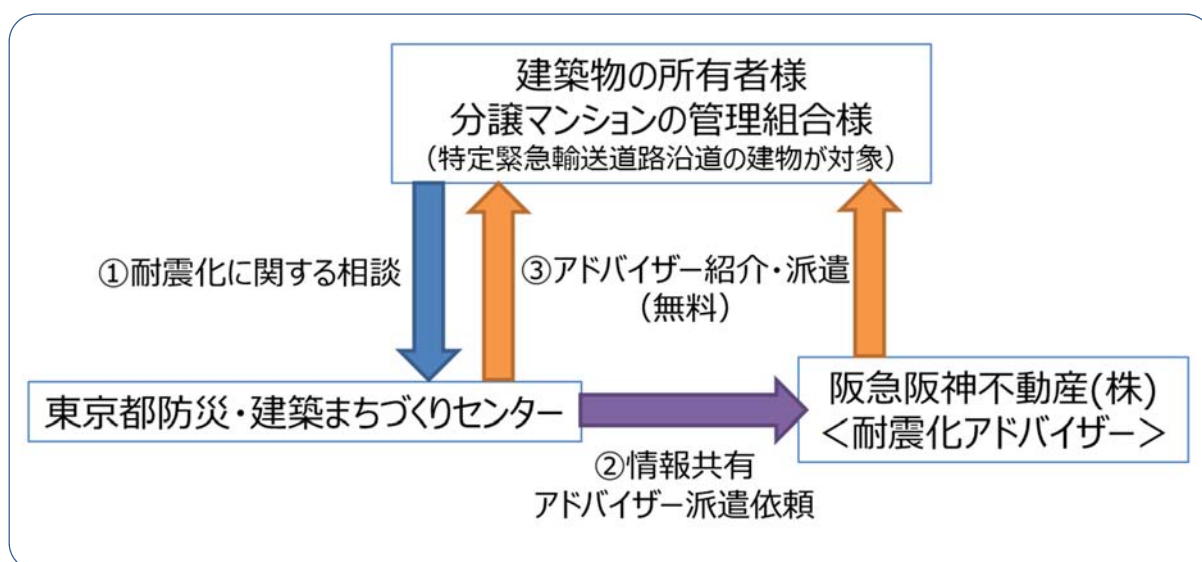 建築物の所有者様
分譲マンションの管理組合様
（特定緊急輸送道路沿道の建物が対象）
①耐震化に関する相談
③アドバイザー紹介・派遣
（無料）
東京都防災・建築まちづくりセンター
阪急阪神不動産(株)
＜耐震化アドバイザー＞
②情報共有
アドバイザー派遣依頼